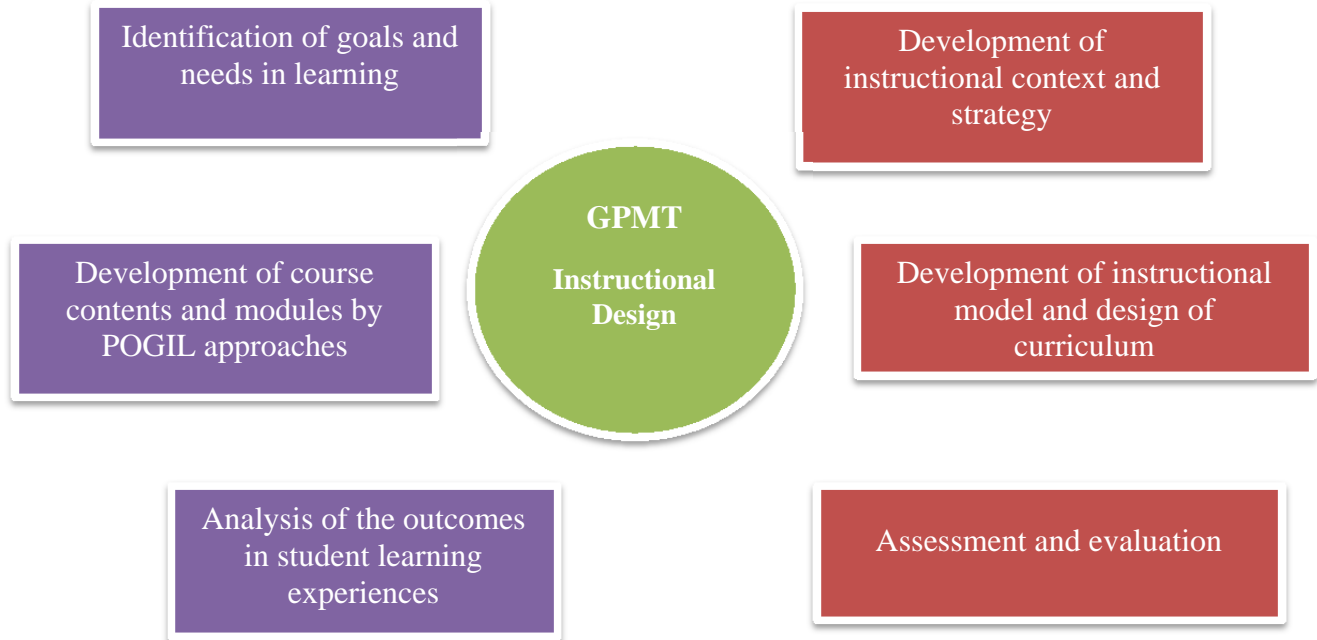 Identification of goals and
needs in learning
Development of
instructional context and
strategy
GPMT
Instructional
Design
Development of course
contents and modules by
POGIL approaches
Development of instructional
model and design of
curriculum
Analysis of the outcomes
in student learning
experiences
Assessment and evaluation